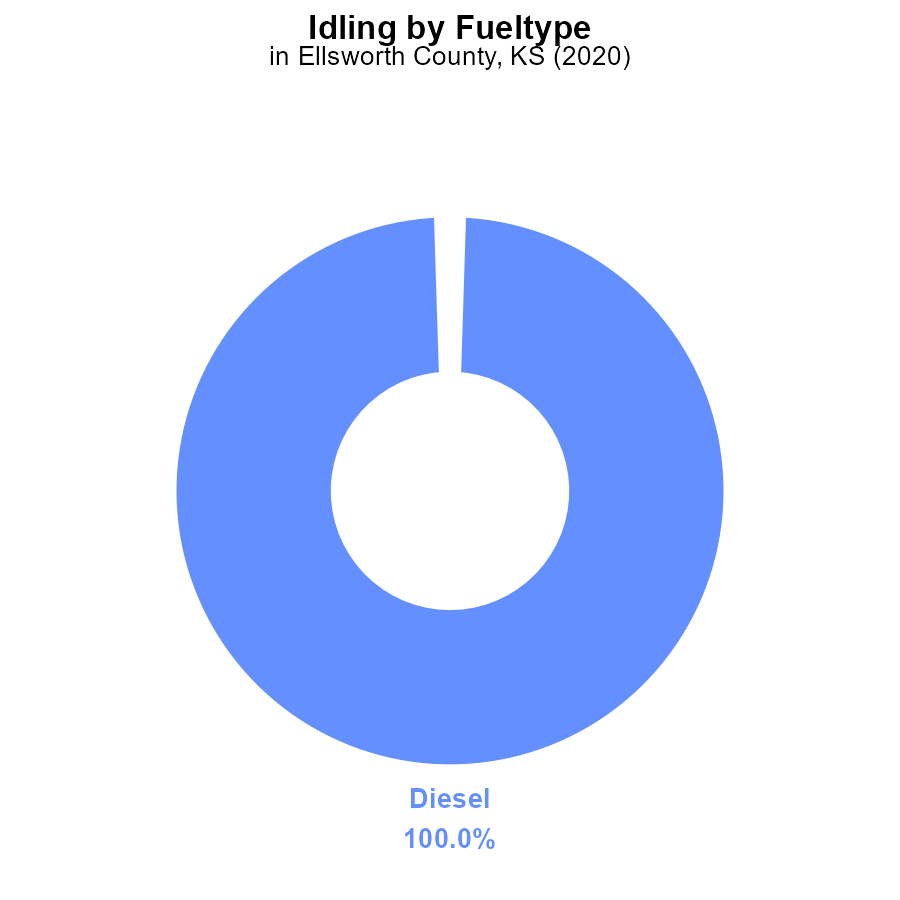 Idling by Fueltype
in Ellsworth County, KS (2020)
Diesel
100.0%